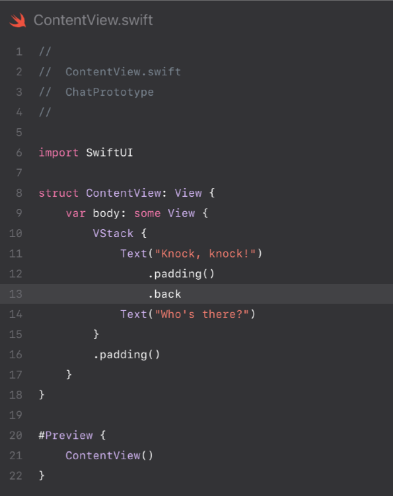 ContentView.swift
1 //
2 //  ContentView.swift
3 //  ChatPrototype
4 //
5
6 import SwiftUI
7
8 struct ContentView: View {
9     var body: some View {
10         VStack {
11             Text("Knock, knock!")
12                 .padding()
13                 .back
14             Text("Who's there?")
15         }
16         .padding()
17     }
18 }
19
20 #Preview {
21     ContentView()
22 }